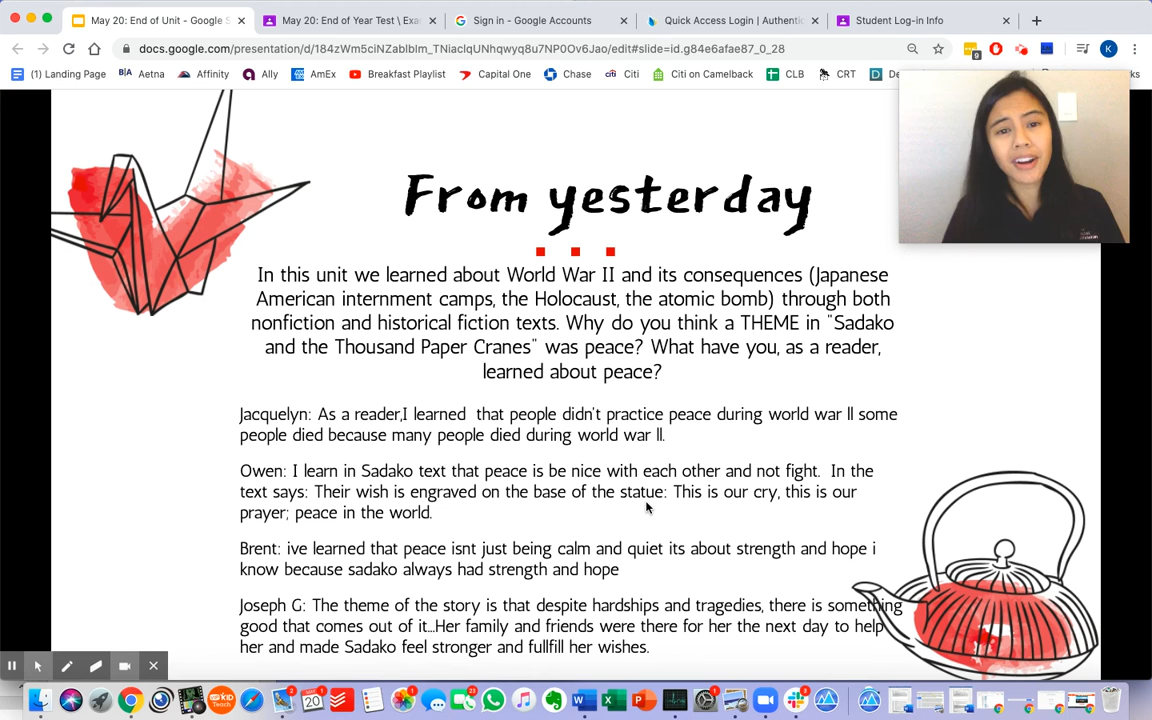 May 20: End of Unit - Google S
May 20: End of Year Test \ Exa
Sign in - Google Accounts
Quick Access Login | Authentic
Student Log-in Info
docs.google.com/presentation/d/184zWm5ciNZablblm_TNiaclqUNhqwyq8u7NP0Ov6Jao/edit#slide=id.g84e6afae87_0_28
9
K
(1) Landing Page
Aetna
Affinity
Ally
AmEx
Breakfast Playlist
Capital One
Chase
Citi
Citi on Camelback
CLB
CRT
From yesterday
In this unit we learned about World War II and its consequences (Japanese
American internment camps, the Holocaust, the atomic bomb) through both
nonfiction and historical fiction texts. Why do you think a THEME in "Sadako
and the Thousand Paper Cranes" was peace? What have you, as a reader,
learned about peace?
Jacquelyn: As a reader,I learned that people didn't practice peace during world war ll some
people died because many people died during world war ll.
Owen: I learn in Sadako text that peace is be nice with each other and not fight. In the
text says: Their wish is engraved on the base of the statue: This is our cry, this is our
prayer; peace in the world.
Brent: ive learned that peace isnt just being calm and quiet its about strength and hope i
know because sadako always had strength and hope
Joseph G: The theme of the story is that despite hardships and tragedies, there is something
good that comes out of it...Her family and friends were there for her the next day to help
her and made Sadako feel stronger and fullfill her wishes.